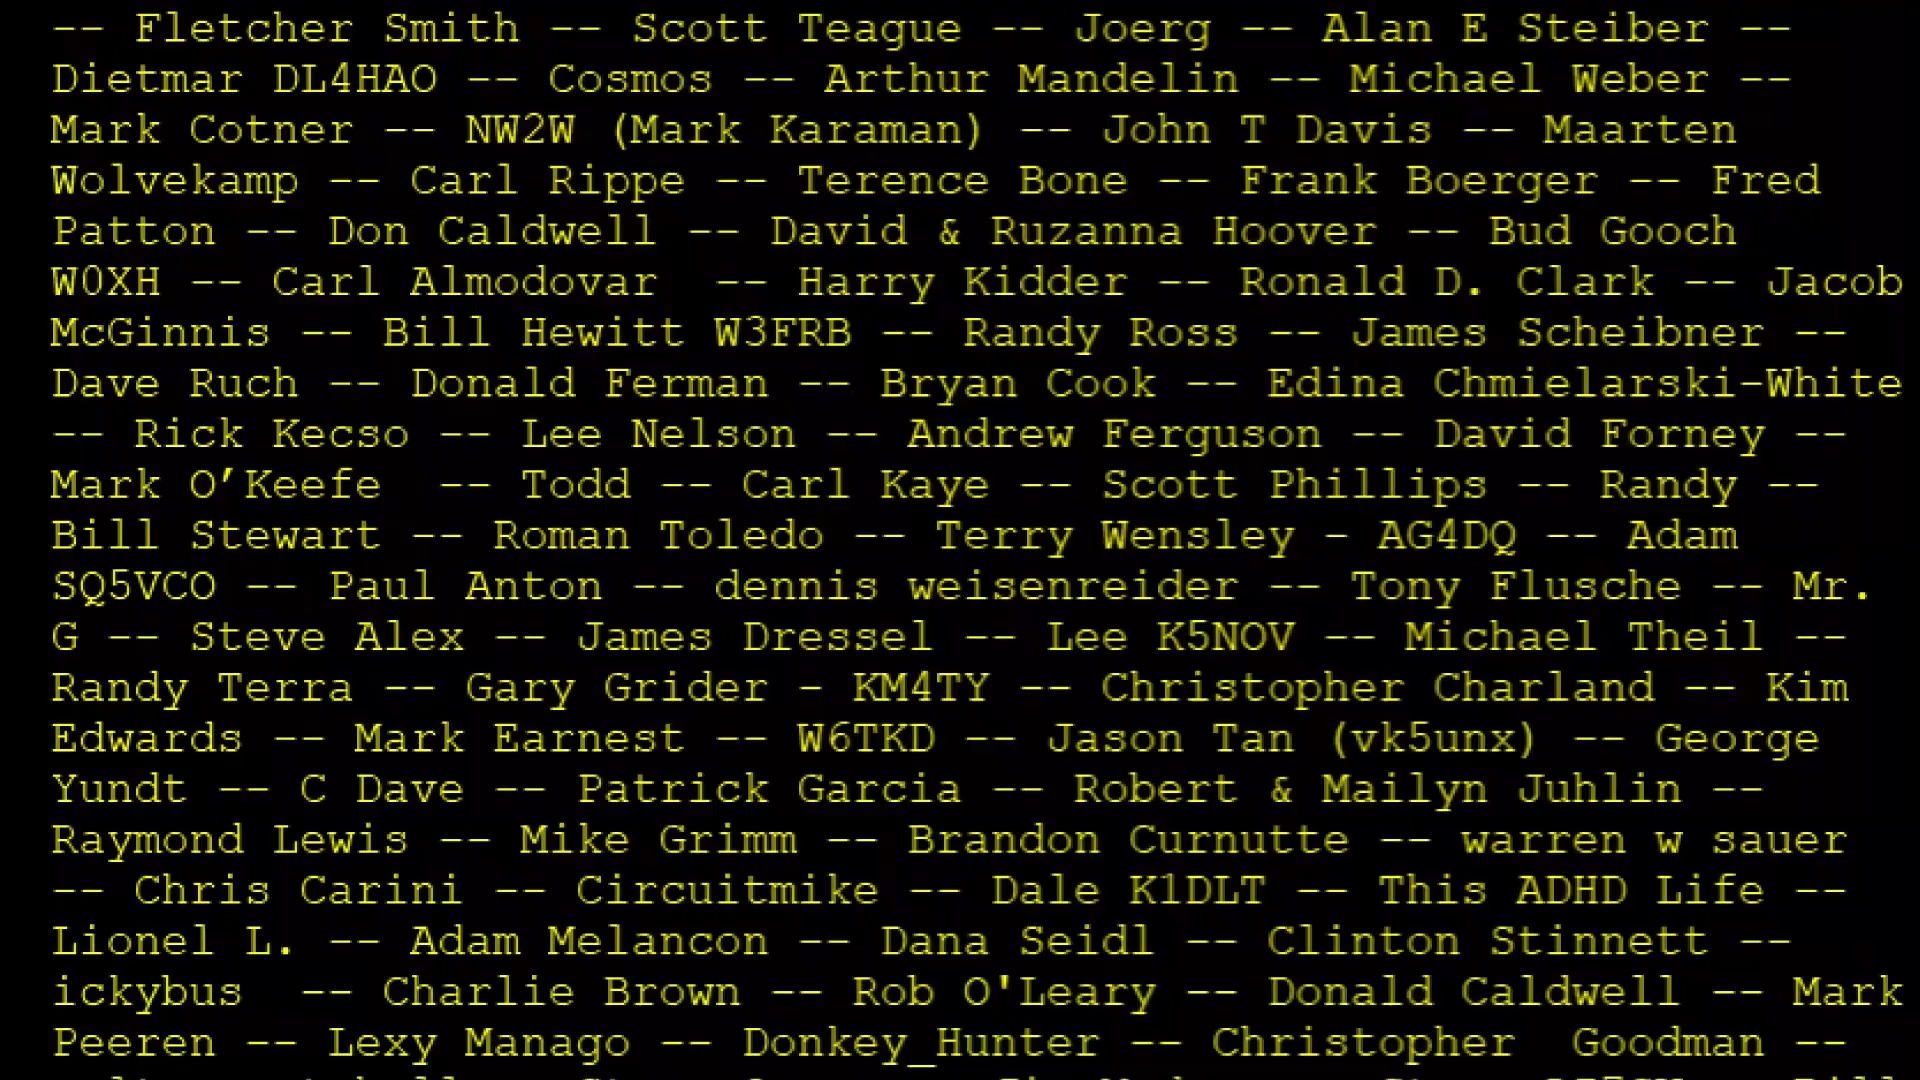 -- Fletcher Smith -- Scott Teague -- Joerg -- Alan E Steiber --
Dietmar DL4HAO -- Cosmos -- Arthur Mandelin -- Michael Weber --
Mark Cotner -- NW2W (Mark Karaman) -- John T Davis -- Maarten
Wolvekamp -- Carl Rippe -- Terence Bone -- Frank Boerger -- Fred
Patton -- Don Caldwell -- David & Ruzanna Hoover -- Bud Gooch
W0XH -- Carl Almodovar  -- Harry Kidder -- Ronald D. Clark -- Jacob
McGinnis -- Bill Hewitt W3FRB -- Randy Ross -- James Scheibner --
Dave Ruch -- Donald Ferman -- Bryan Cook -- Edina Chmielarski-White
-- Rick Kecso -- Lee Nelson -- Andrew Ferguson -- David Forney --
Mark O’Keefe  -- Todd -- Carl Kaye -- Scott Phillips -- Randy --
Bill Stewart -- Roman Toledo -- Terry Wensley - AG4DQ -- Adam
SQ5VCO -- Paul Anton -- dennis weisenreider -- Tony Flusche -- Mr.
G -- Steve Alex -- James Dressel -- Lee K5NOV -- Michael Theil --
Randy Terra -- Gary Grider - KM4TY -- Christopher Charland -- Kim
Edwards -- Mark Earnest -- W6TKD -- Jason Tan (vk5unx) -- George
Yundt -- C Dave -- Patrick Garcia -- Robert & Mailyn Juhlin --
Raymond Lewis -- Mike Grimm -- Brandon Curnutte -- warren w sauer
-- Chris Carini -- Circuitmike -- Dale K1DLT -- This ADHD Life --
Lionel L. -- Adam Melancon -- Dana Seidl -- Clinton Stinnett --
ickybus  -- Charlie Brown -- Rob O'Leary -- Donald Caldwell -- Mark
Peeren -- Lexy Manago -- Donkey_Hunter -- Christopher  Goodman --